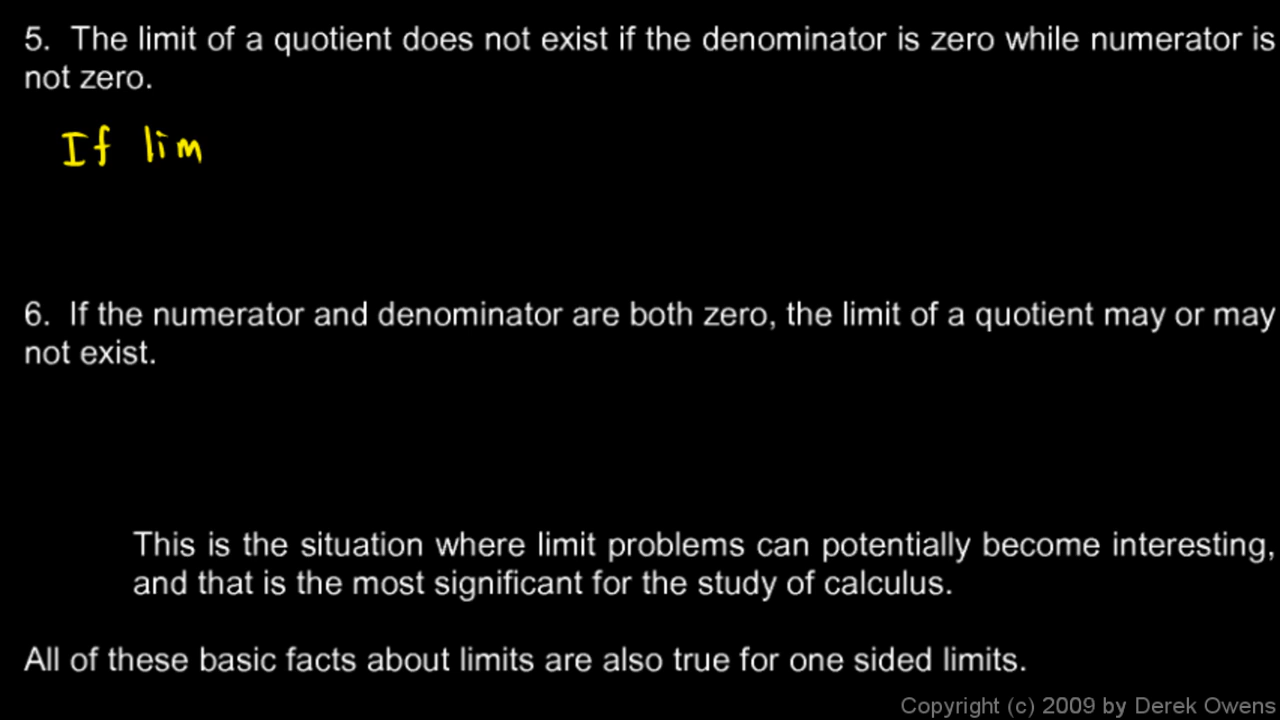 5. The limit of a quotient does not exist if the denominator is zero while numerator is
not zero.
If lim
6. If the numerator and denominator are both zero, the limit of a quotient may or may
not exist.
This is the situation where limit problems can potentially become interesting,
and that is the most significant for the study of calculus.
All of these basic facts about limits are also true for one sided limits.
Copyright (c) 2009 by Derek Owens